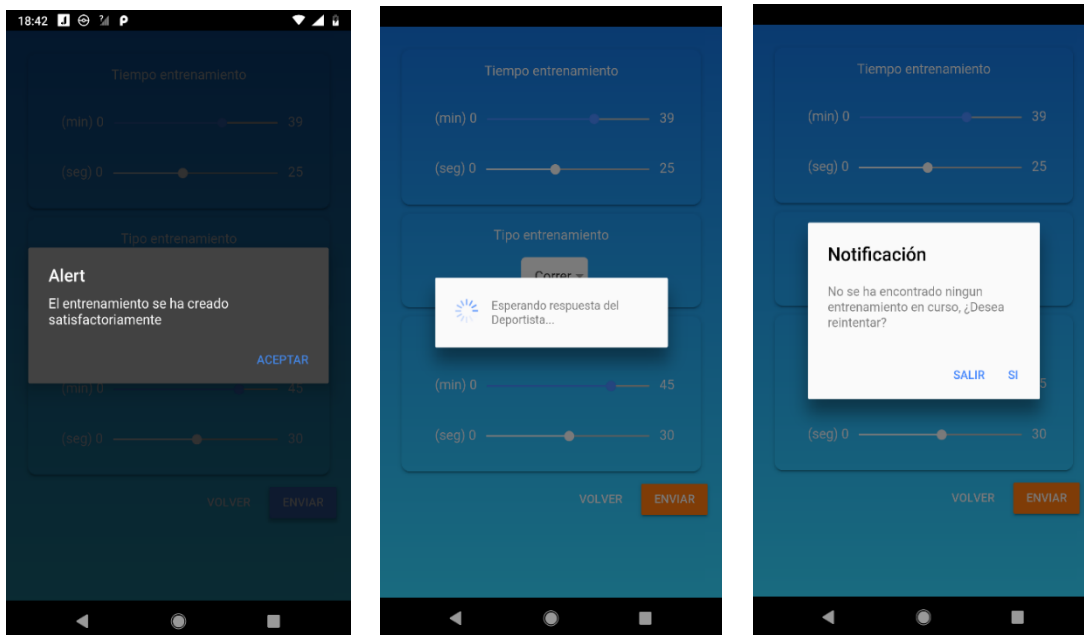 18:42
Tiempo entrenamiento
(min) 0 39
(seg) 0 25
Tipo entrenamiento
Alert
El entrenamiento se ha creado
satisfactoriamente
ACEPTAR
(min) 0 45
(seg) 0 30
VOLVER ENVIAR
Tiempo entrenamiento
(min) 0 39
(seg) 0 25
Tipo entrenamiento
Correr
Esperando respuesta del
Deportista...
(min) 0 45
(seg) 0 30
VOLVER ENVIAR
Tiempo entrenamiento
(min) 0 39
(seg) 0 25
Notificación
No se ha encontrado ningun
entrenamiento en curso, ¿Desea
reintentar?
SALIR SI
5
(seg) 0 30
VOLVER ENVIAR